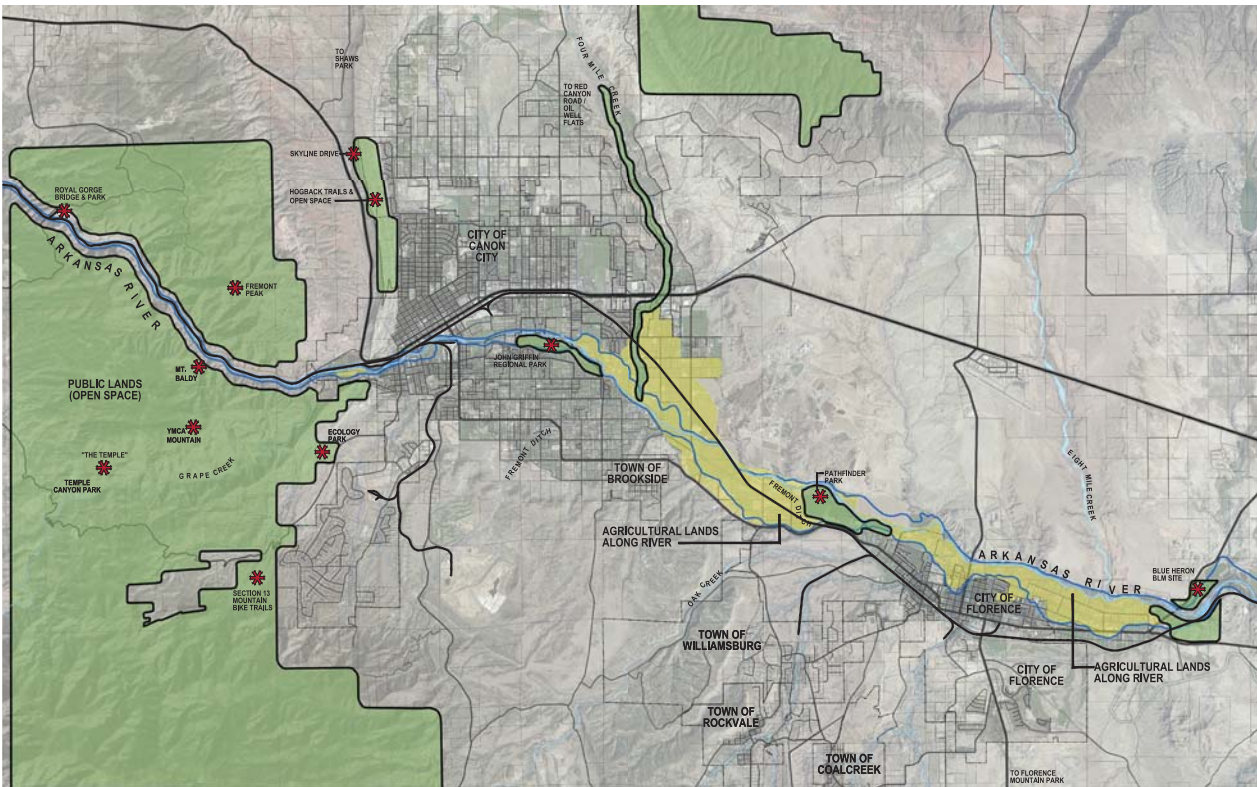 TO
SHAWS
PARK
FOUR MILE CREEK
TO RED
CANYON
ROAD /
OIL
WELL
FLATS
SKYLINE DRIVE
HOGBACK TRAILS &
OPEN SPACE
ROYAL GORGE
BRIDGE & PARK
ARKANSAS RIVER
CITY OF
CANON
CITY
FREMONT
PEAK
JOHN GRIFFIN
REGIONAL PARK
MT.
BALDY
PUBLIC LANDS
(OPEN SPACE)
YMCA
MOUNTAIN
ECOLOGY
PARK
"THE TEMPLE"
TEMPLE
CANYON PARK
GRAPE CREEK
FREMONT DITCH
TOWN OF
BROOKSIDE
PATHFINDER
PARK
FREMONT DITCH
EIGHT MILE CREEK
AGRICULTURAL LANDS
ALONG RIVER
ARKANSAS RIVER
SECTION 13
MOUNTAIN
BIKE TRAILS
OAK CREEK
BLUE HERON
BLM SITE
CITY OF
FLORENCE
TOWN OF
WILLIAMSBURG
CITY OF
FLORENCE
AGRICULTURAL LANDS
ALONG RIVER
TOWN OF
ROCKVALE
TOWN OF
COALCREEK
TO FLORENCE
MOUNTAIN PARK